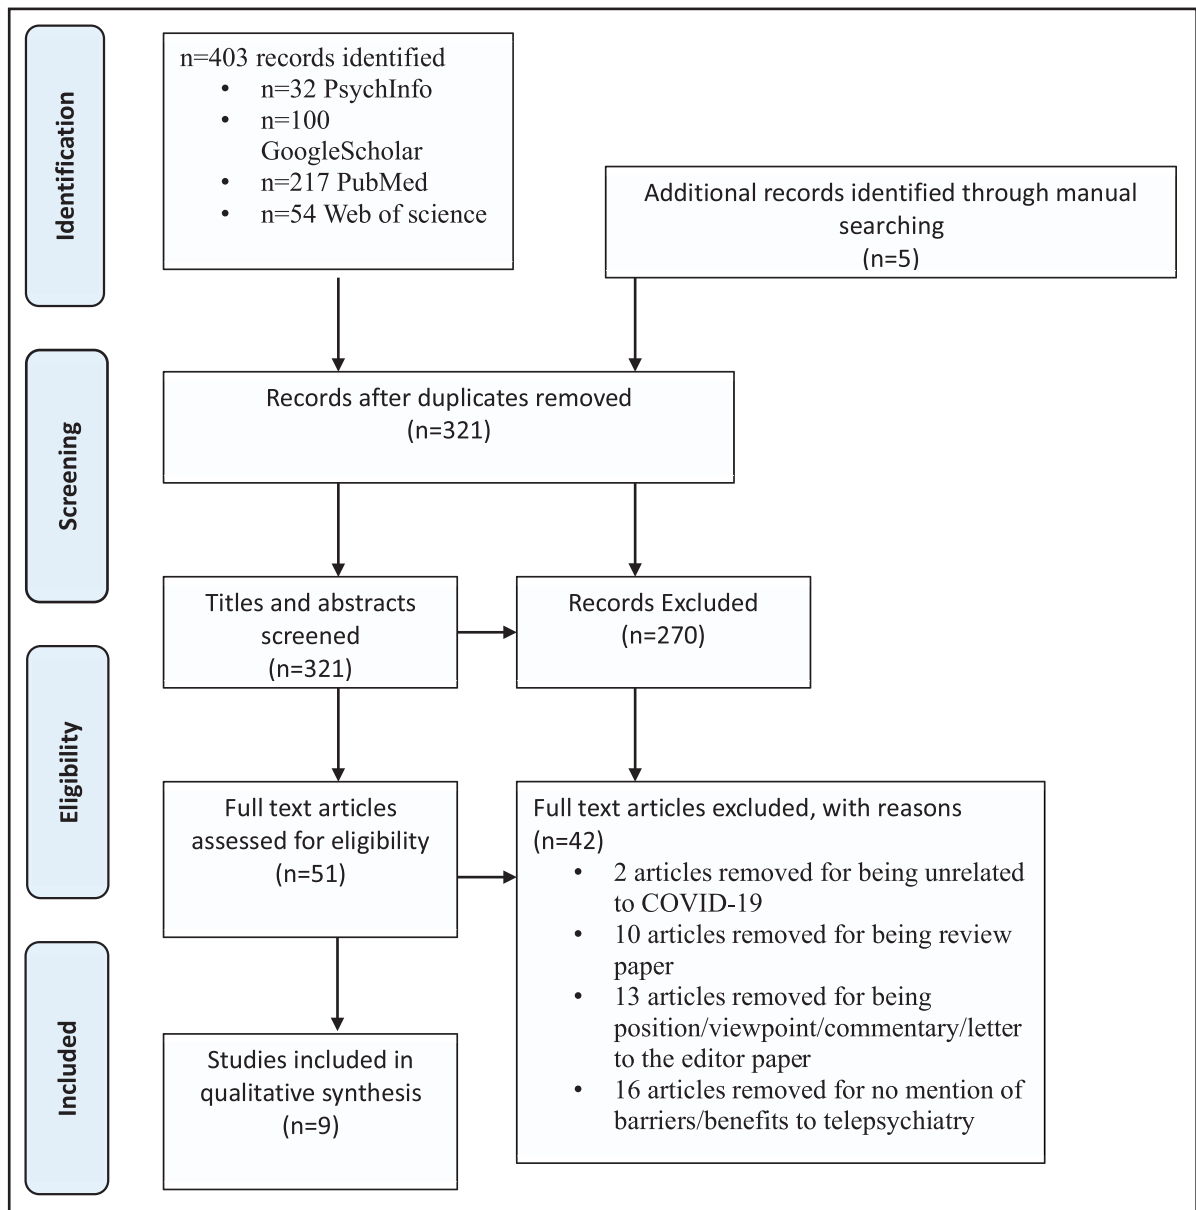 Identification
n=403 records identified
• n=32 PsychInfo
• n=100
GoogleScholar
• n=217 PubMed
• n=54 Web of science
Additional records identified through manual
searching
(n=5)
Screening
Records after duplicates removed
(n=321)
Titles and abstracts
screened
(n=321)
Records Excluded
(n=270)
Eligibility
Full text articles
assessed for eligibility
(n=51)
Full text articles excluded, with reasons
(n=42)
• 2 articles removed for being unrelated
to COVID-19
• 10 articles removed for being review
paper
• 13 articles removed for being
position/viewpoint/commentary/letter
to the editor paper
• 16 articles removed for no mention of
barriers/benefits to telepsychiatry
Included
Studies included in
qualitative synthesis
(n=9)